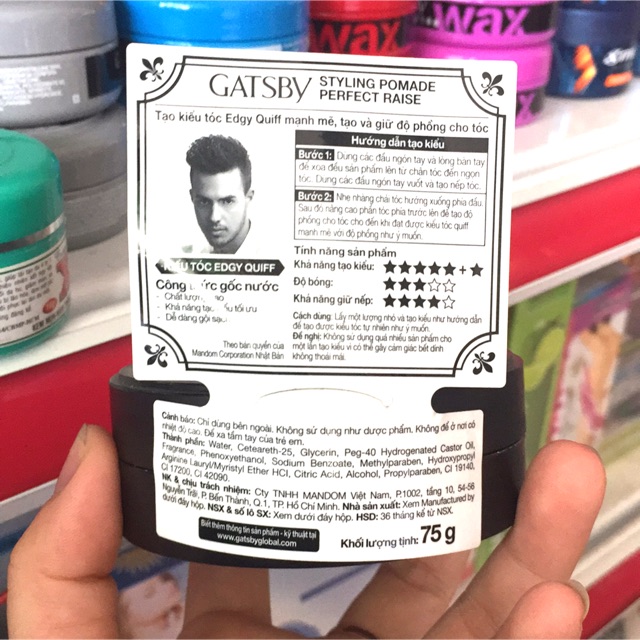 wax
wax
GATSBY STYLING POMADE
PERFECT RAISE
Tạo kiểu tóc Edgy Quiff mạnh mẽ, tạo và giữ độ phồng cho tóc
Hướng dẫn tạo kiểu
Bước 1: Dùng các đầu ngón tay và lòng bàn tay
để xoa đều sản phẩm lên từ chân tóc đến ngọn
tóc. Dùng các đầu ngón tay vuốt và tạo nếp tóc.
Bước 2: Nhẹ nhàng chải tóc hướng xuống phía đầu.
Sau đó nâng cao phần tóc phía trước lên để tạo độ
phồng cho tóc cho đến khi đạt được kiểu tóc quiff
mạnh mẽ với độ phồng như ý muốn.
KIỂU TÓC EDGY QUIFF
Công thức gốc nước
- Chất lượng
- Khả năng tạo tối ưu
- Dễ dàng gội sạch
Theo bản quyền của
Mandom Corporation Nhật Bản
Tính năng sản phẩm
Khả năng tạo kiểu: ★★★★★+★
Độ bóng: ★★★☆☆
Khả năng giữ nếp: ★★★★☆
Cách dùng: Lấy một lượng nhỏ và tạo kiểu như hướng dẫn
để tạo được kiểu tóc tự nhiên như ý muốn.
Đề nghị: Không sử dụng quá nhiều sản phẩm cho
một lần tạo kiểu vì có thể gây cảm giác bết dính
không thoải mái.
Cảnh báo: Chỉ dùng bên ngoài. Không sử dụng như dược phẩm. Không để ở nơi có
nhiệt độ cao. Để xa tầm tay của trẻ em.
Thành phần: Water, Ceteareth-25, Glycerin, Peg-40 Hydrogenated Castor Oil,
Fragrance, Phenoxyethanol, Sodium Benzoate, Methylparaben, Hydroxypropyl
Arginine Lauryl/Myristyl Ether HCl, Citric Acid, Alcohol, Propylparaben, CI 19140,
CI 17200, CI 42090.
NK & chịu trách nhiệm: Cty TNHH MANDOM Việt Nam, P.1002, tầng 10, 54-56
Nguyễn Trãi, P. Bến Thành, Q.1, TP. Hồ Chí Minh. Nhà sản xuất: Xem Manufactured by
dưới đáy hộp. NSX & số lô SX: Xem dưới đáy hộp. HSD: 36 tháng kể từ NSX.
Biết thêm thông tin sản phẩm - kỹ thuật tại
www.gatsbyglobal.com
Khối lượng tịnh: 75 g